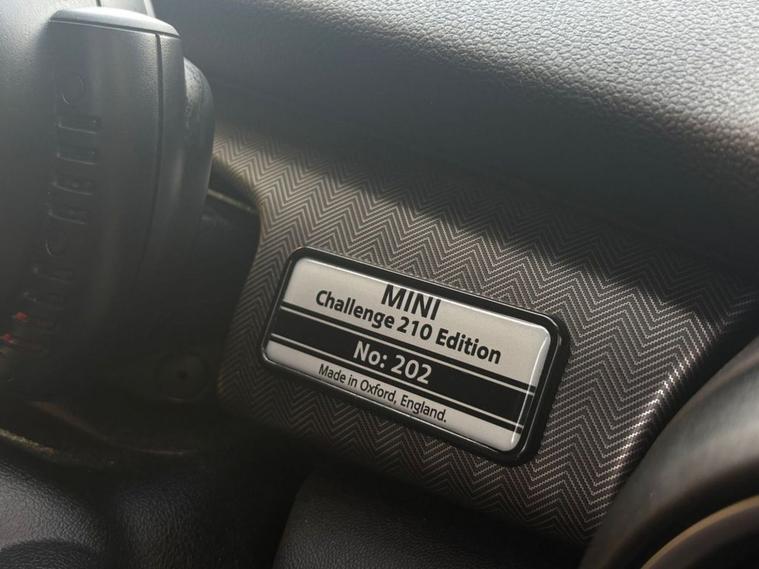 MINI
Challenge 210 Edition
No: 202
Made in Oxford, England.